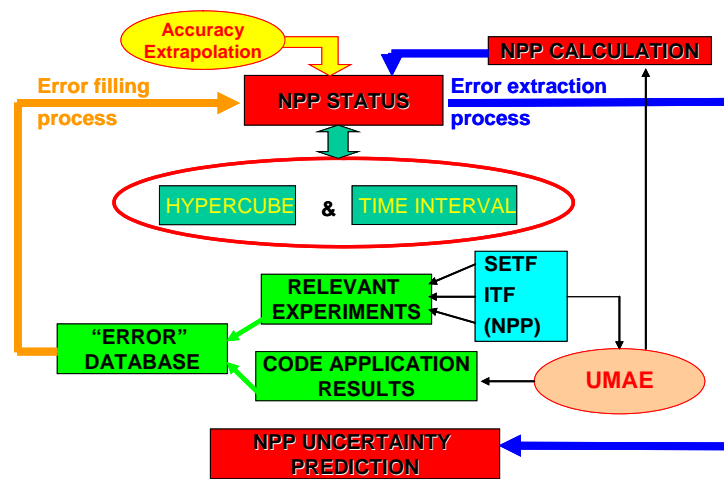 Accuracy
Extrapolation
NPP CALCULATION
Error filling
process
NPP STATUS
Error extraction
process
HYPERCUBE
&
TIME INTERVAL
RELEVANT
EXPERIMENTS
SETF
ITF
(NPP)
“ERROR”
DATABASE
CODE APPLICATION
RESULTS
UMAE
NPP UNCERTAINTY
PREDICTION